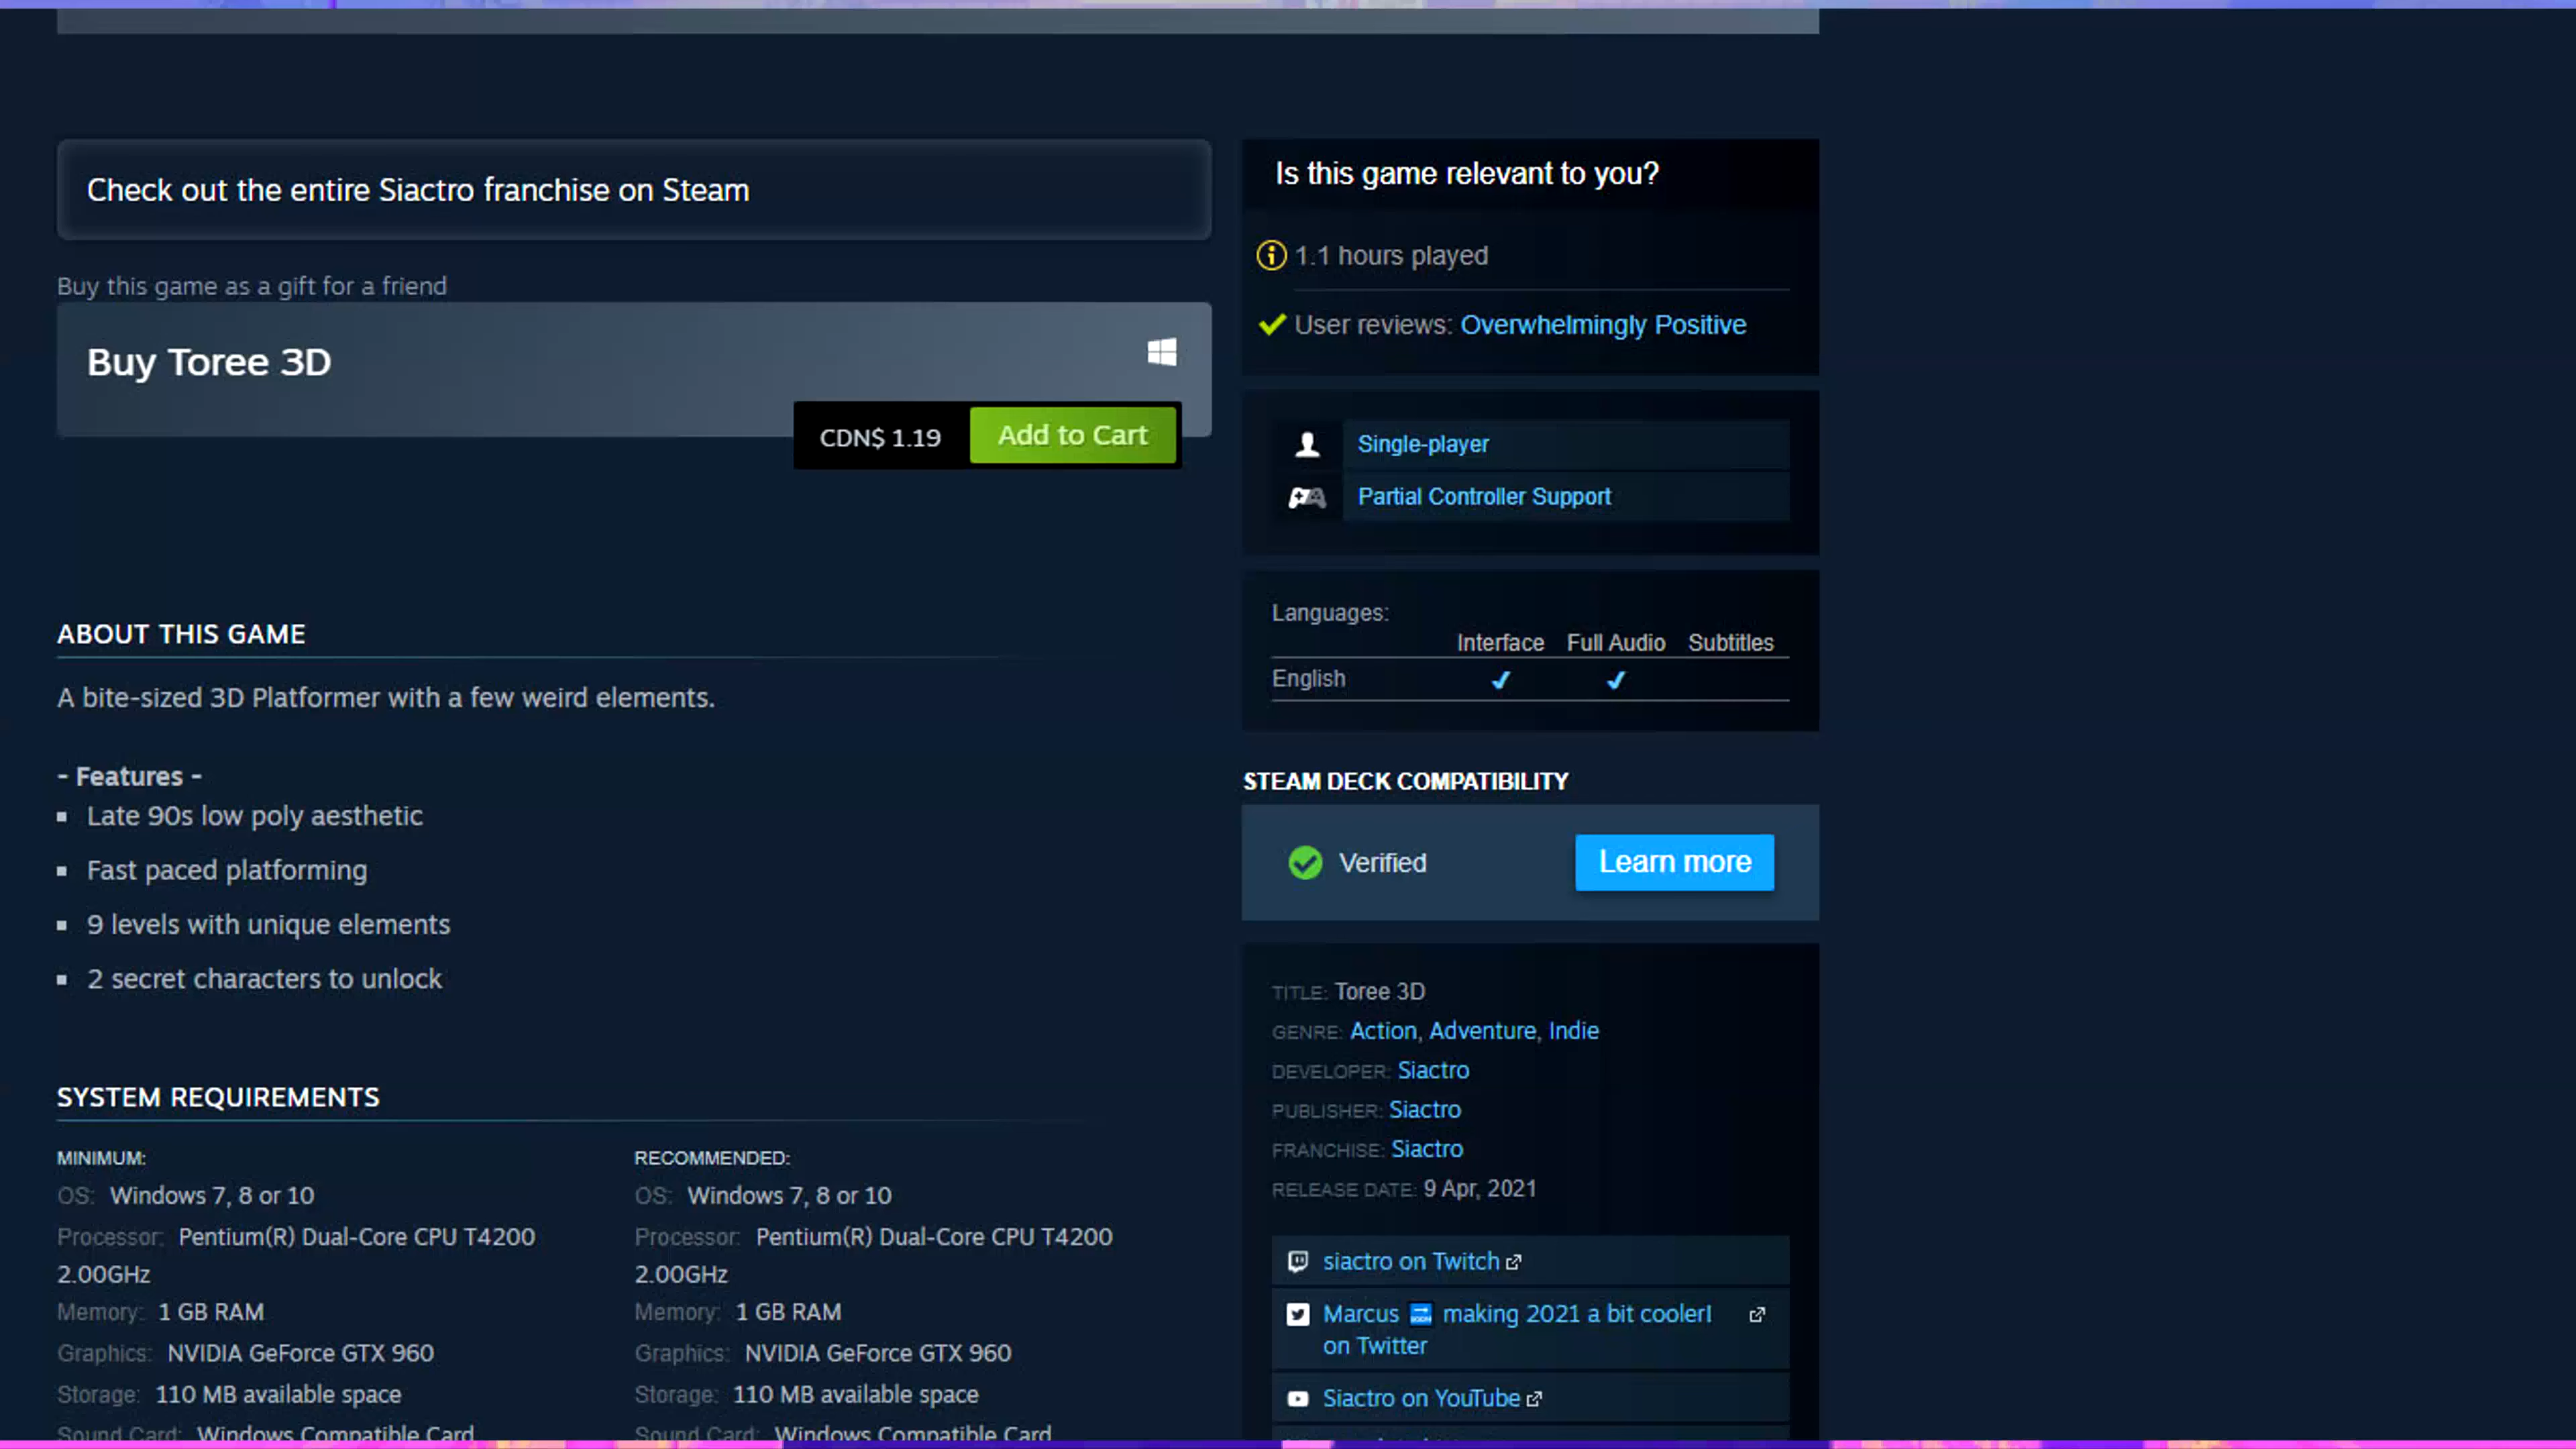 Check out the entire Siactro franchise on Steam
Buy this game as a gift for a friend
Buy Toree 3D
CDN$ 1.19
Add to Cart
ABOUT THIS GAME
A bite-sized 3D Platformer with a few weird elements.
- Features -
Late 90s low poly aesthetic
Fast paced platforming
9 levels with unique elements
2 secret characters to unlock
SYSTEM REQUIREMENTS
MINIMUM:
OS: Windows 7, 8 or 10
Processor: Pentium(R) Dual-Core CPU T4200
2.00GHz
Memory: 1 GB RAM
Graphics: NVIDIA GeForce GTX 960
Storage: 110 MB available space
Sound Card: Windows Compatible Card
RECOMMENDED:
OS: Windows 7, 8 or 10
Processor: Pentium(R) Dual-Core CPU T4200
2.00GHz
Memory: 1 GB RAM
Graphics: NVIDIA GeForce GTX 960
Storage: 110 MB available space
Sound Card: Windows Compatible Card
Is this game relevant to you?
1.1 hours played
User reviews: Overwhelmingly Positive
Single-player
Partial Controller Support
Languages:
Interface Full Audio Subtitles
English
STEAM DECK COMPATIBILITY
Verified
Learn more
TITLE: Toree 3D
GENRE: Action, Adventure, Indie
DEVELOPER: Siactro
PUBLISHER: Siactro
FRANCHISE: Siactro
RELEASE DATE: 9 Apr, 2021
siactro on Twitch
Marcus 🔜 making 2021 a bit cooler!
on Twitter
Siactro on YouTube